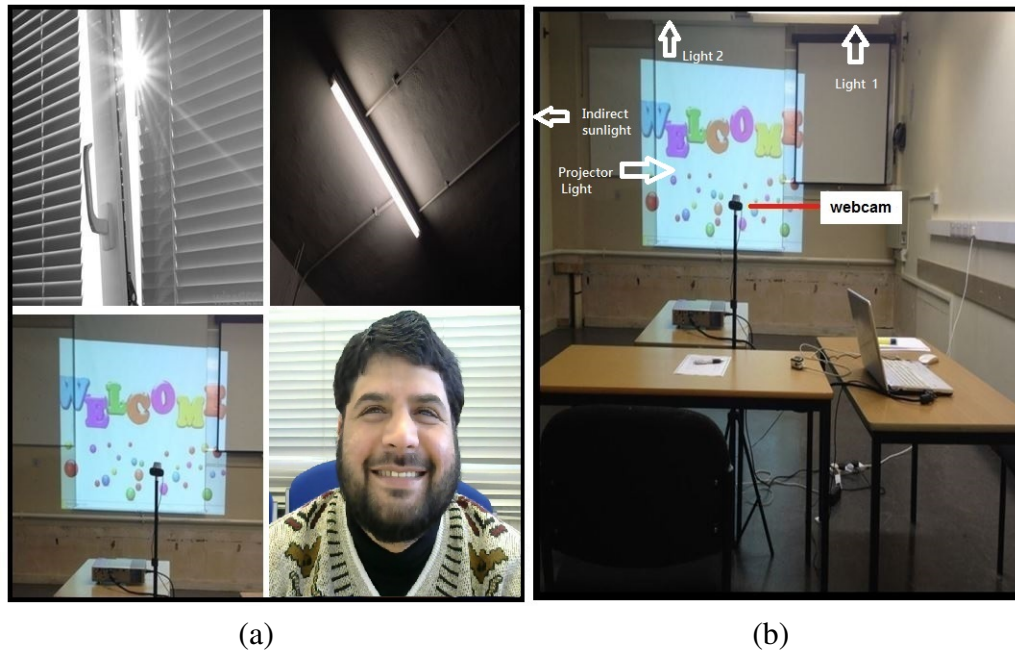 WELCOME
WELCOME
Light 2
Light 1
Indirect
sunlight
Projector
Light
webcam
(a)
(b)